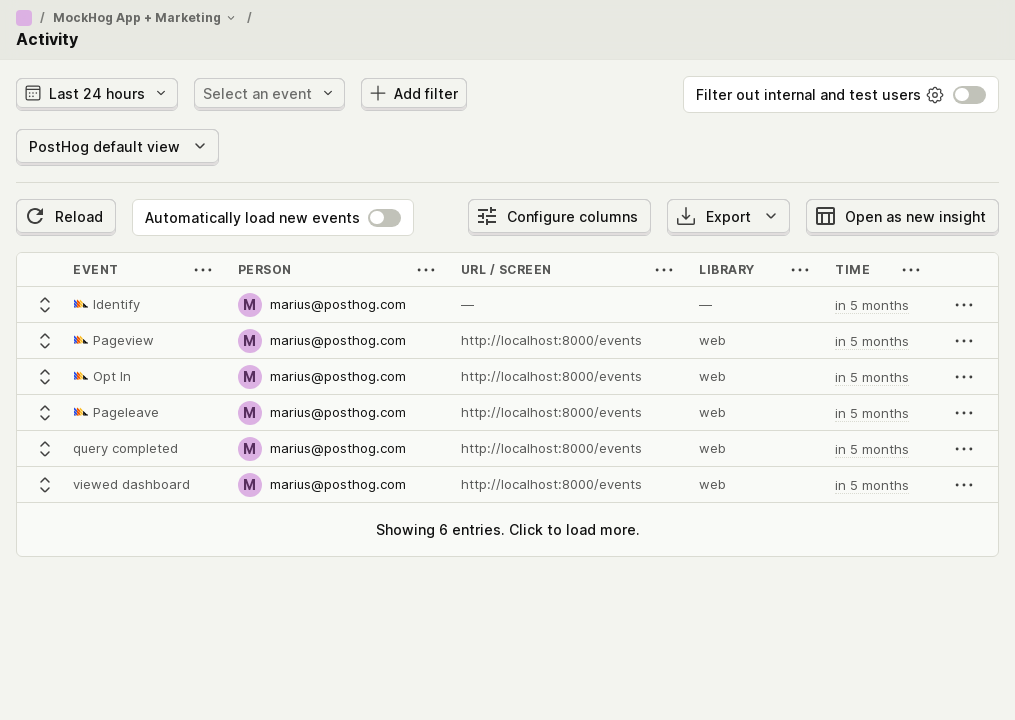 / MockHog App + Marketing /
Activity
Last 24 hours Select an event Add filter Filter out internal and test users
PostHog default view
Reload Automatically load new events Configure columns Export Open as new insight
EVENT PERSON URL / SCREEN LIBRARY TIME
Identify M marius@posthog.com — — in 5 months
Pageview M marius@posthog.com http://localhost:8000/events web in 5 months
Opt In M marius@posthog.com http://localhost:8000/events web in 5 months
Pageleave M marius@posthog.com http://localhost:8000/events web in 5 months
query completed M marius@posthog.com http://localhost:8000/events web in 5 months
viewed dashboard M marius@posthog.com http://localhost:8000/events web in 5 months
Showing 6 entries. Click to load more.